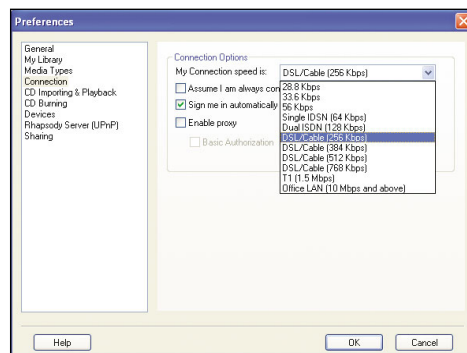 Preferences
General
My Library
Media Types
Connection
CD Importing & Playback
CD Burning
Devices
Rhapsody Server (UPnP)
Sharing
Connection Options
My Connection speed is:
DSL/Cable (256 Kbps)
Assume I am always con
Sign me in automatically
Enable proxy
Basic Authorization
28.8 Kbps
33.6 Kbps
56 Kbps
Single IDSN (64 Kbps)
Dual ISDN (128 Kbps)
DSL/Cable (256 Kbps)
DSL/Cable (384 Kbps)
DSL/Cable (512 Kbps)
DSL/Cable (768 Kbps)
T1 (1.5 Mbps)
Office LAN (10 Mbps and above)
Help
OK
Cancel